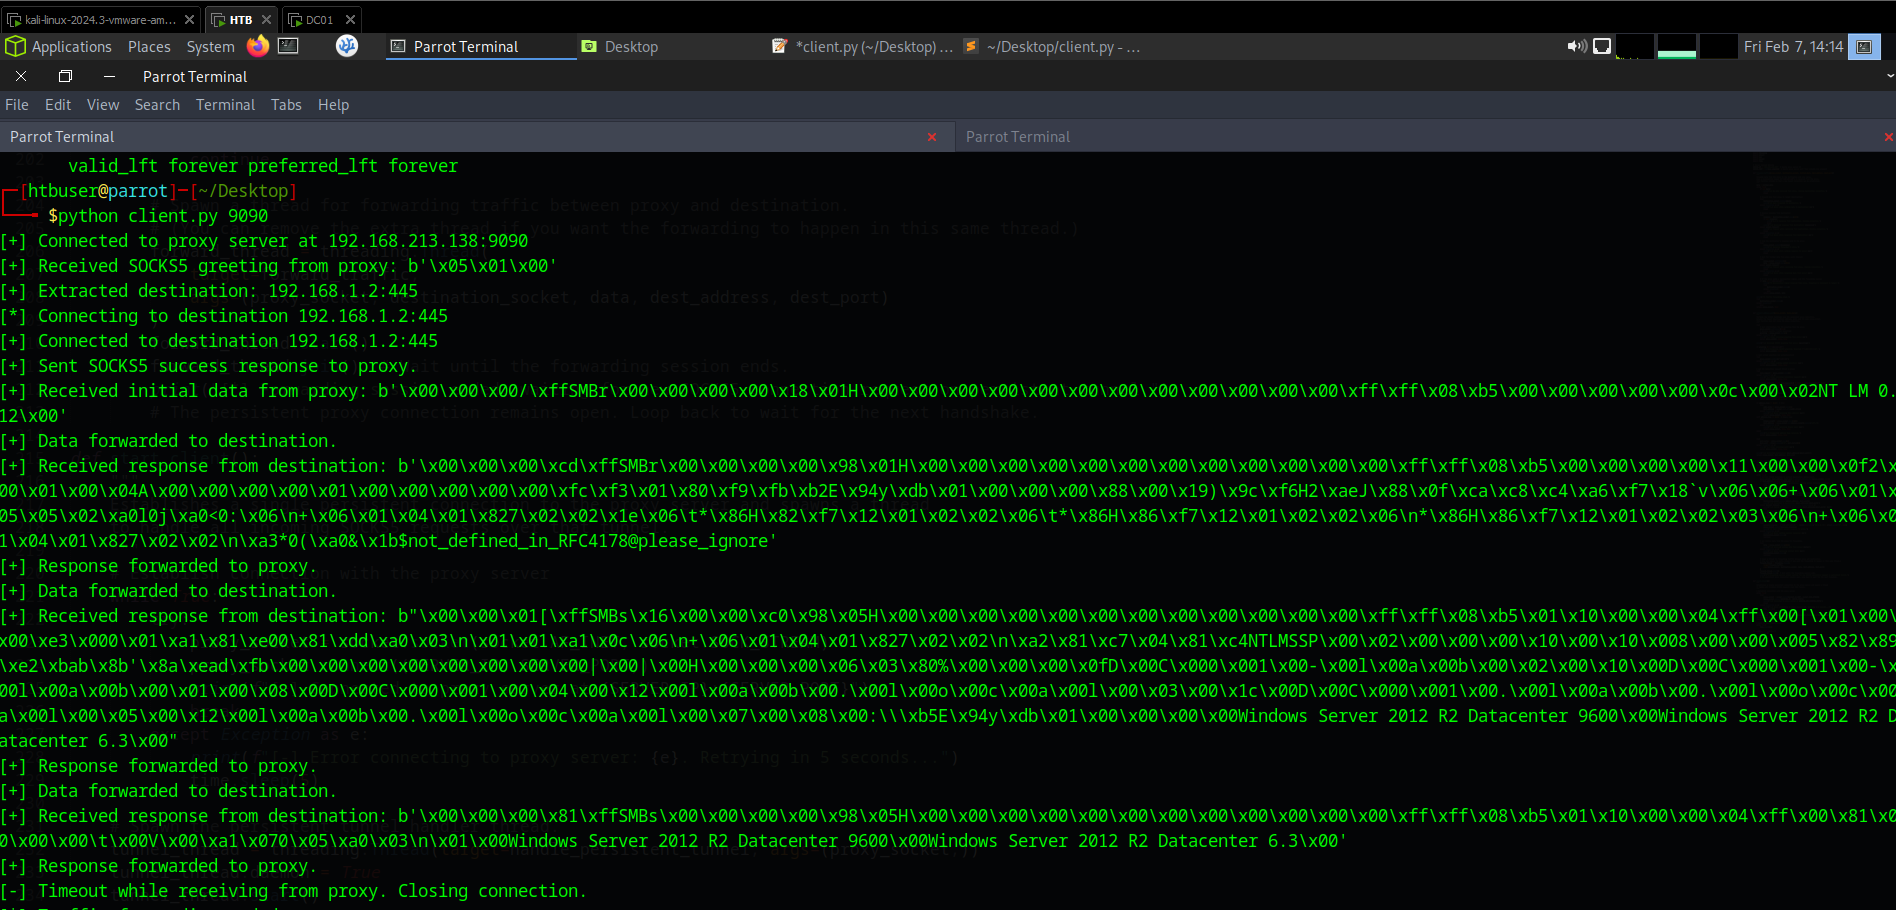 kali-linux-2024.3-vmware-am... HTB DC01
Applications Places System Parrot Terminal Desktop *client.py (~/Desktop) ... ~/Desktop/client.py - ... Fri Feb 7, 14:14
Parrot Terminal
File Edit View Search Terminal Tabs Help
Parrot Terminal Parrot Terminal
valid_lft forever preferred_lft forever
[htbuser@parrot]-[~/Desktop]
$python client.py 9090
[+] Connected to proxy server at 192.168.213.138:9090
[+] Received SOCKS5 greeting from proxy: b'\x05\x01\x00'
[+] Extracted destination: 192.168.1.2:445
[*] Connecting to destination 192.168.1.2:445
[+] Connected to destination 192.168.1.2:445
[+] Sent SOCKS5 success response to proxy.
[+] Received initial data from proxy: b'\x00\x00\x00/\xffSMBr\x00\x00\x00\x00\x18\x01H\x00\x00\x00\x00\x00\x00\x00\x00\x00\x00\x00\x00\xff\xff\x08\xb5\x00\x00\x00\x00\x00\x0c\x00\x02NT LM 0.
12\x00'
[+] Data forwarded to destination.
[+] Received response from destination: b'\x00\x00\x00\xcd\xffSMBr\x00\x00\x00\x00\x98\x01H\x00\x00\x00\x00\x00\x00\x00\x00\x00\x00\x00\x00\xff\xff\x08\xb5\x00\x00\x00\x00\x11\x00\x00\x0f2\x
00\x01\x00\x04A\x00\x00\x00\x00\x01\x00\x00\x00\x00\x00\xfc\xf3\x01\x80\xf9\xfb\xb2E\x94y\xdb\x01\x00\x00\x00\x88\x00\x19)\x9c\xf6H2\xaeJ\x88\x0f\xca\xc8\xc4\xa6\xf7\x18`v\x06\x06+\x06\x01\x
05\x05\x02\xa0l0j\xa0<0:\x06\n+\x06\x01\x04\x01\x827\x02\x02\x1e\x06\t*\x86H\x82\xf7\x12\x01\x02\x02\x06\t*\x86H\x86\xf7\x12\x01\x02\x02\x06\n*\x86H\x86\xf7\x12\x01\x02\x02\x03\x06\n+\x06\x0
1\x04\x01\x827\x02\x02\n\xa3*0(\xa0&\x1b$not_defined_in_RFC4178@please_ignore'
[+] Response forwarded to proxy.
[+] Data forwarded to destination.
[+] Received response from destination: b"\x00\x00\x01[\xffSMBs\x16\x00\x00\xc0\x98\x05H\x00\x00\x00\x00\x00\x00\x00\x00\x00\x00\x00\x00\xff\xff\x08\xb5\x01\x10\x00\x00\x04\xff\x00[\x01\x00\
x00\xe3\x000\x01\xa1\x81\xe00\x81\xdd\xa0\x03\n\x01\x01\xa1\x0c\x06\n+\x06\x01\x04\x01\x827\x02\x02\n\xa2\x81\xc7\x04\x81\xc4NTLMSSP\x00\x02\x00\x00\x00\x10\x00\x10\x008\x00\x00\x005\x82\x89
\xe2\xbab\x8b'\x8a\xead\xfb\x00\x00\x00\x00\x00\x00\x00\x00|\x00|\x00H\x00\x00\x00\x06\x03\x80%\x00\x00\x00\x0fD\x00C\x000\x001\x00-\x00l\x00a\x00b\x00\x02\x00\x10\x00D\x00C\x000\x001\x00-\x
00l\x00a\x00b\x00\x01\x00\x08\x00D\x00C\x000\x001\x00\x04\x00\x12\x00l\x00a\x00b\x00.\x00l\x00o\x00c\x00a\x00l\x00\x03\x00\x1c\x00D\x00C\x000\x001\x00.\x00l\x00a\x00b\x00.\x00l\x00o\x00c\x00
a\x00l\x00\x05\x00\x12\x00l\x00a\x00b\x00.\x00l\x00o\x00c\x00a\x00l\x00\x07\x00\x08\x00:\\\xb5E\x94y\xdb\x01\x00\x00\x00\x00Windows Server 2012 R2 Datacenter 9600\x00Windows Server 2012 R2 D
atacenter 6.3\x00"
[+] Response forwarded to proxy.
[+] Data forwarded to destination.
[+] Received response from destination: b'\x00\x00\x00\x81\xffSMBs\x00\x00\x00\x00\x98\x05H\x00\x00\x00\x00\x00\x00\x00\x00\x00\x00\x00\x00\xff\xff\x08\xb5\x01\x10\x00\x00\x04\xff\x00\x81\x0
0\x00\x00\t\x00V\x00\xa1\x070\x05\xa0\x03\n\x01\x00Windows Server 2012 R2 Datacenter 9600\x00Windows Server 2012 R2 Datacenter 6.3\x00'
[+] Response forwarded to proxy.
[-] Timeout while receiving from proxy. Closing connection.